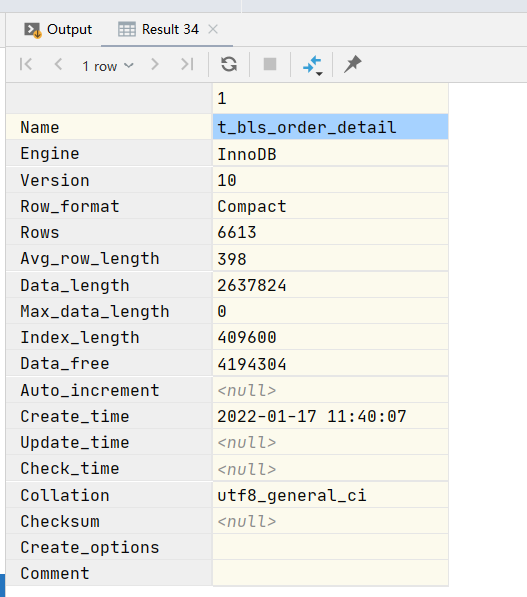 Output Result 34
1 row
1
Name t_bls_order_detail
Engine InnoDB
Version 10
Row_format Compact
Rows 6613
Avg_row_length 398
Data_length 2637824
Max_data_length 0
Index_length 409600
Data_free 4194304
Auto_increment <null>
Create_time 2022-01-17 11:40:07
Update_time <null>
Check_time <null>
Collation utf8_general_ci
Checksum <null>
Create_options
Comment